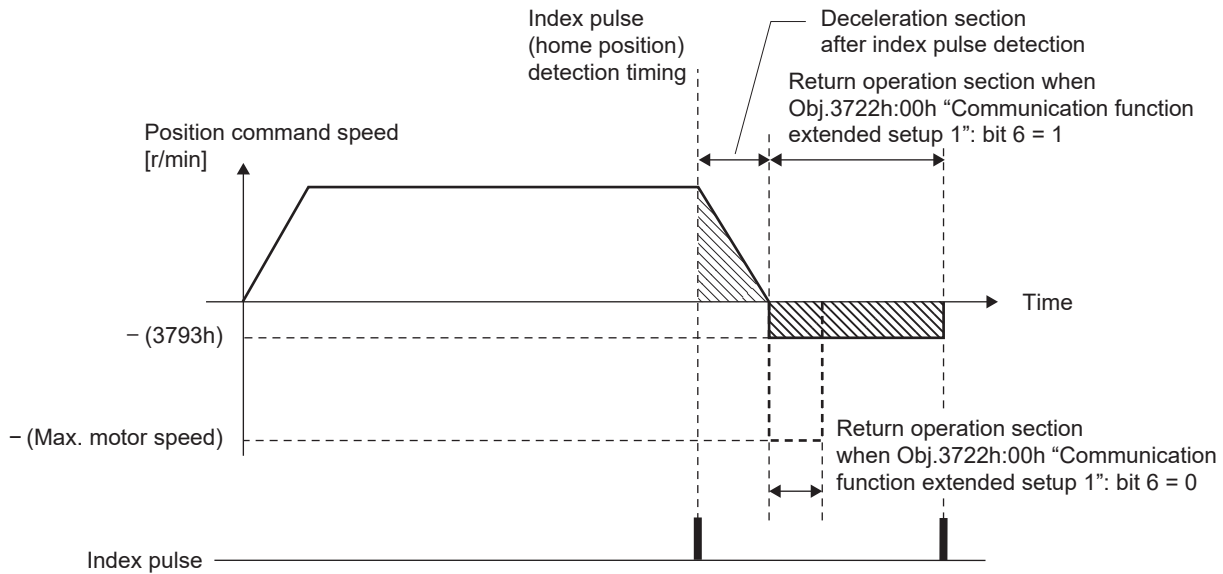 Index pulse
(home position)
detection timing
Deceleration section
after index pulse detection
Return operation section when
Obj.3722h:00h “Communication function
extended setup 1”: bit 6 = 1
Position command speed
[r/min]
Time
− (3793h)
− (Max. motor speed)
Return operation section
when Obj.3722h:00h “Communication
function extended setup 1”: bit 6 = 0
Index pulse